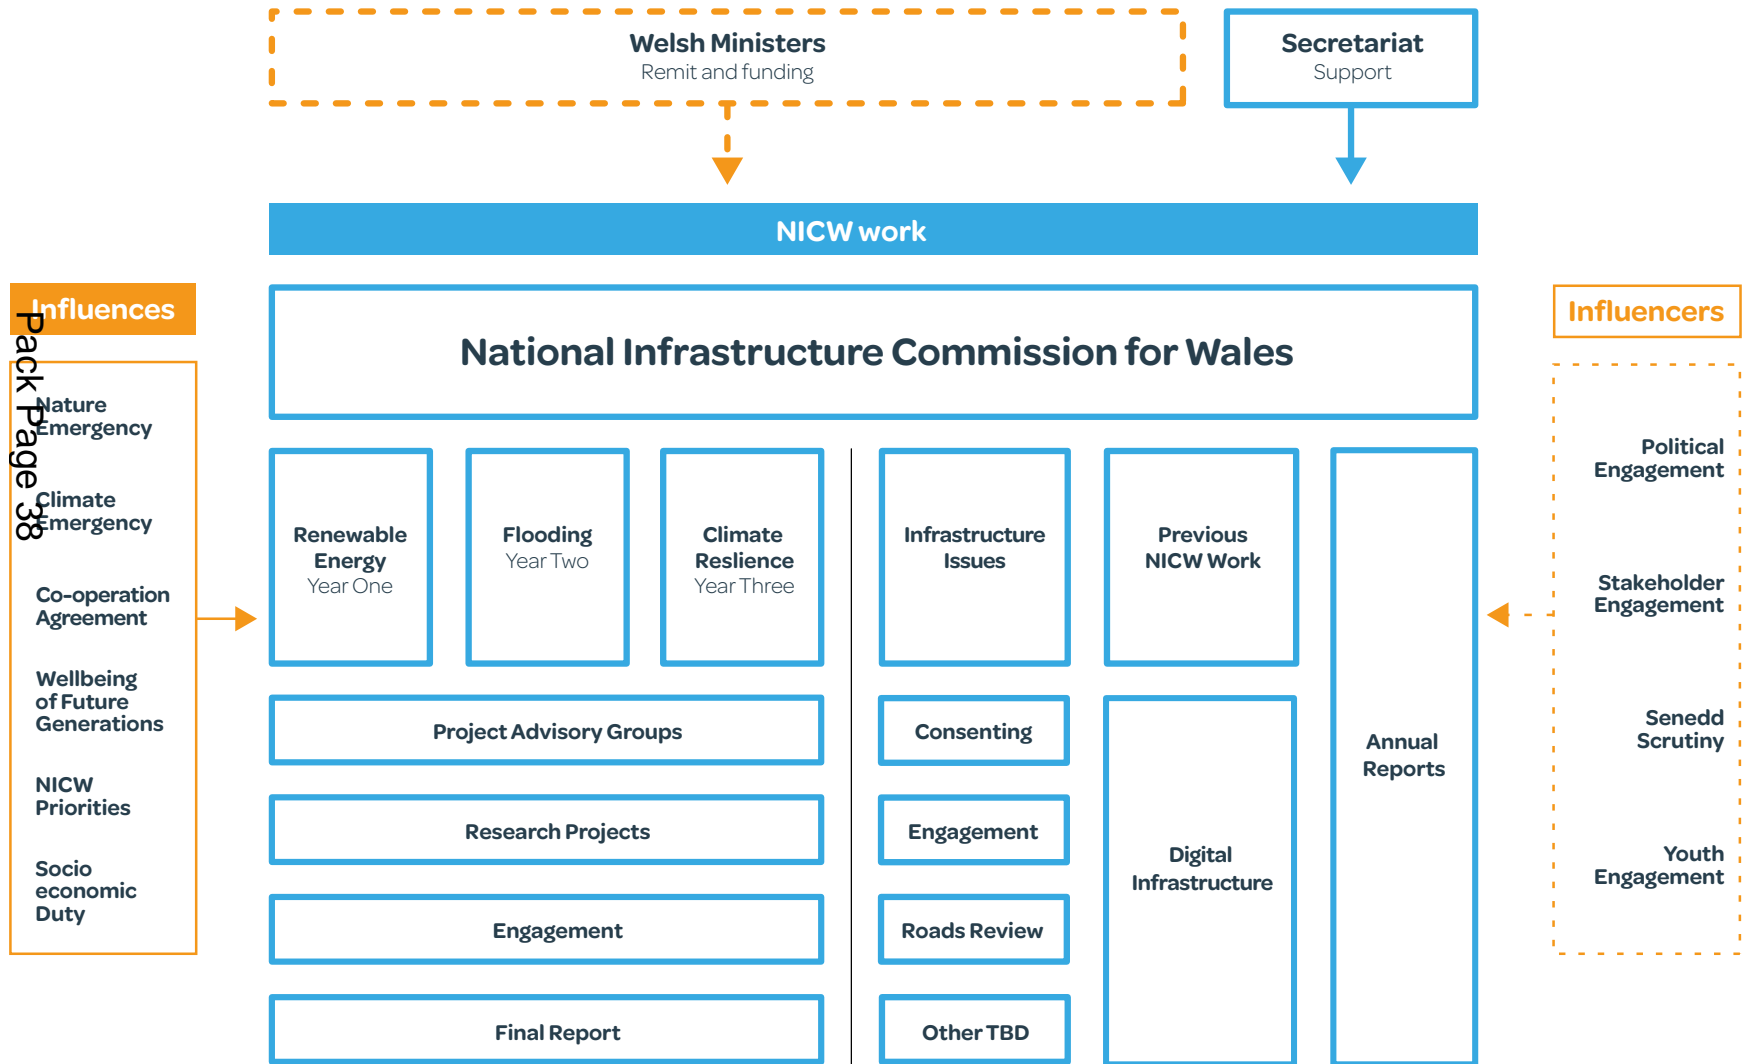 Welsh Ministers
Remit and funding
Secretariat
Support
NICW work
Influences
Pack Page 38
Nature
Emergency
Climate
Emergency
Co-operation
Agreement
Wellbeing
of Future
Generations
NICW
Priorities
Socio
economic
Duty
National Infrastructure Commission for Wales
Renewable
Energy
Year One
Flooding
Year Two
Climate
Reslience
Year Three
Project Advisory Groups
Research Projects
Engagement
Final Report
Infrastructure
Issues
Consenting
Engagement
Roads Review
Other TBD
Previous
NICW Work
Digital
Infrastructure
Annual
Reports
Influencers
Political
Engagement
Stakeholder
Engagement
Senedd
Scrutiny
Youth
Engagement